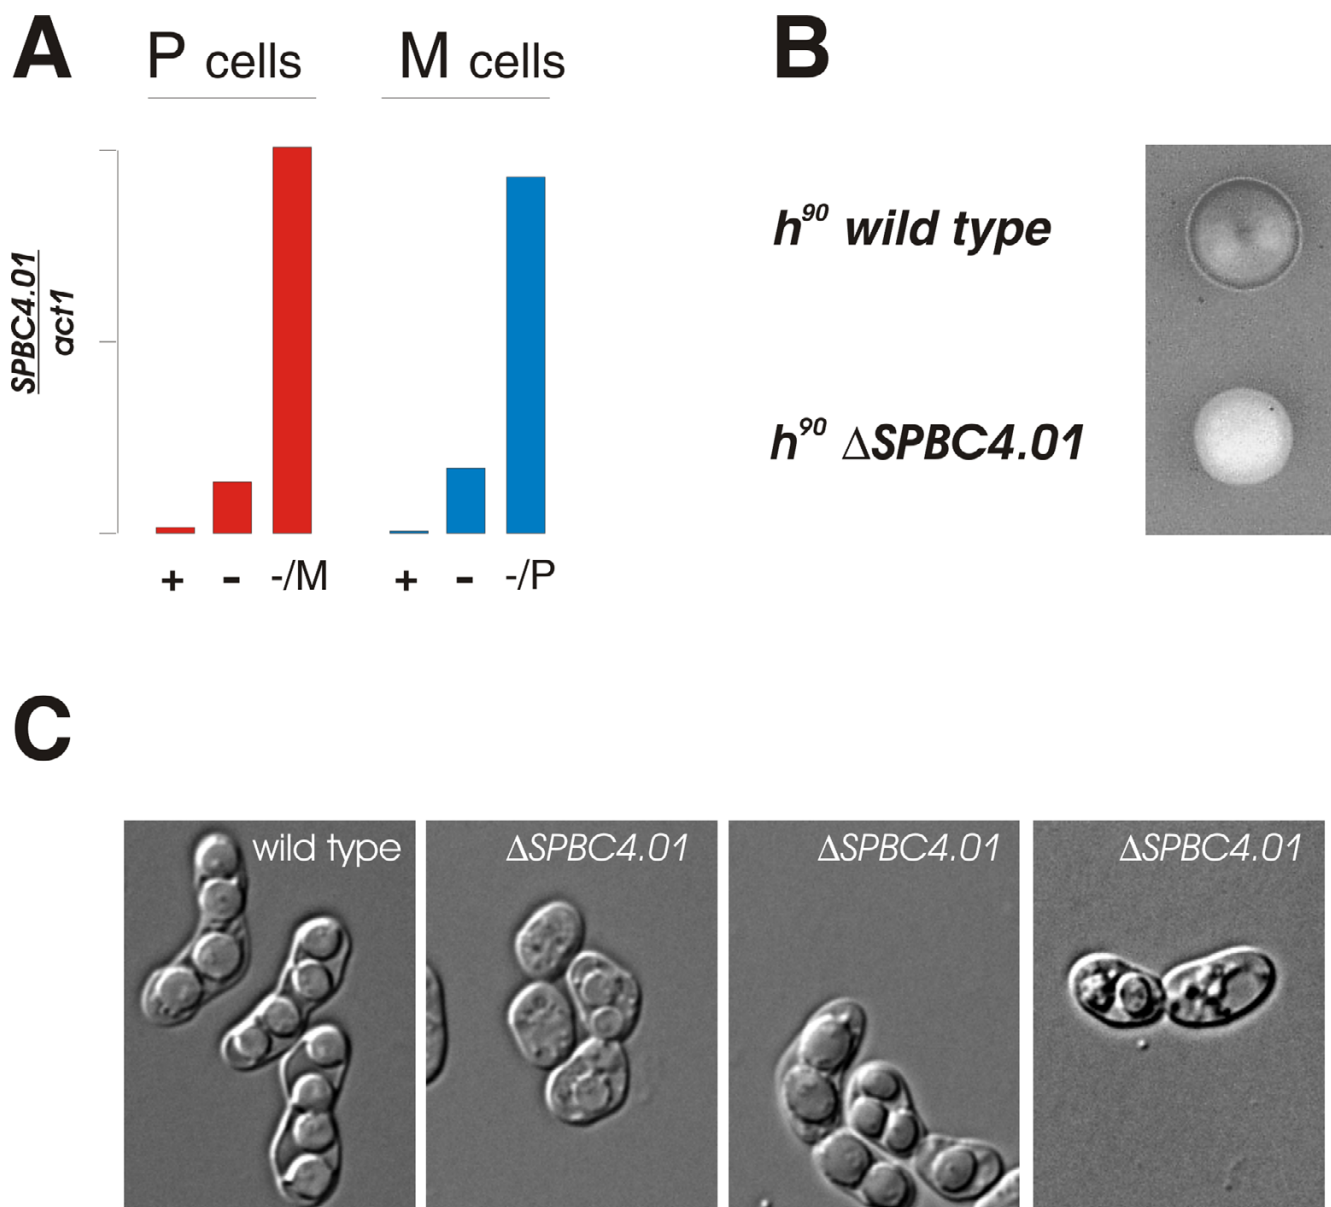 A
P cells
M cells
SPBC4.01
act1
+ - -/M
+ - -/P
B
h⁹⁰ wild type
h⁹⁰ ΔSPBC4.01
C
wild type
ΔSPBC4.01
ΔSPBC4.01
ΔSPBC4.01